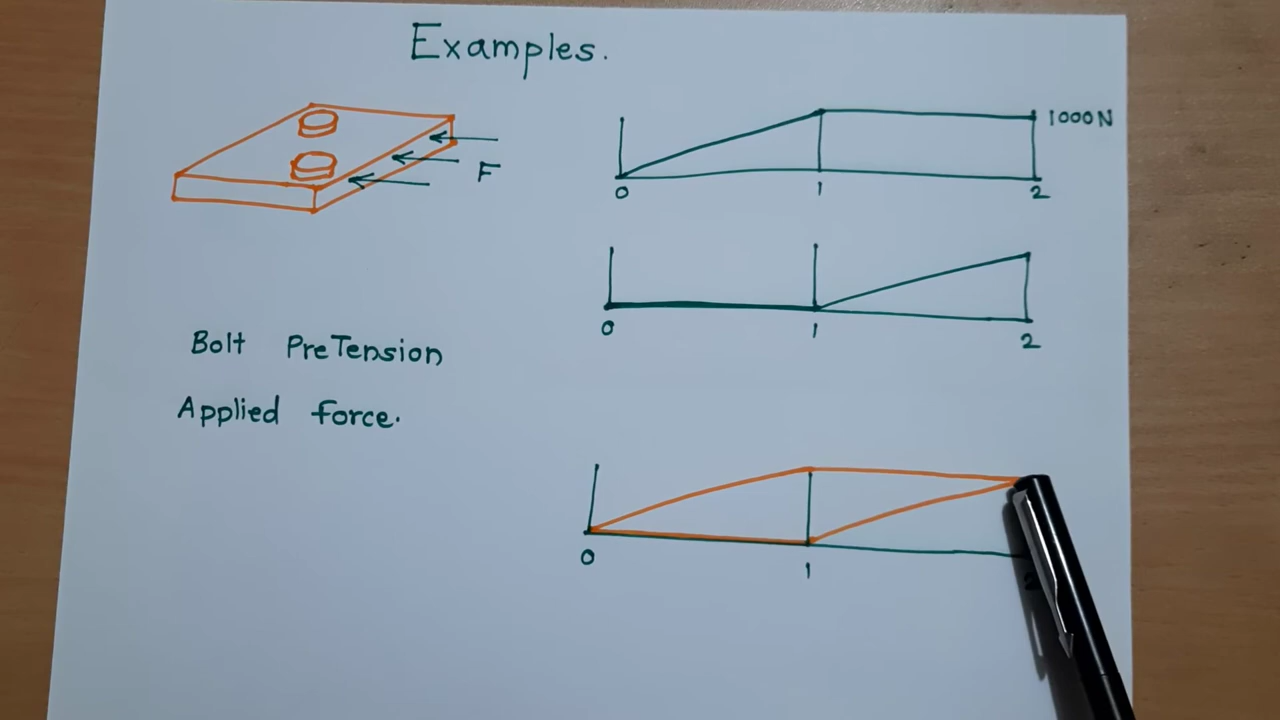 Examples.
F
1000N
0 1 2
0 1 2
Bolt PreTension
Applied force.
0 1